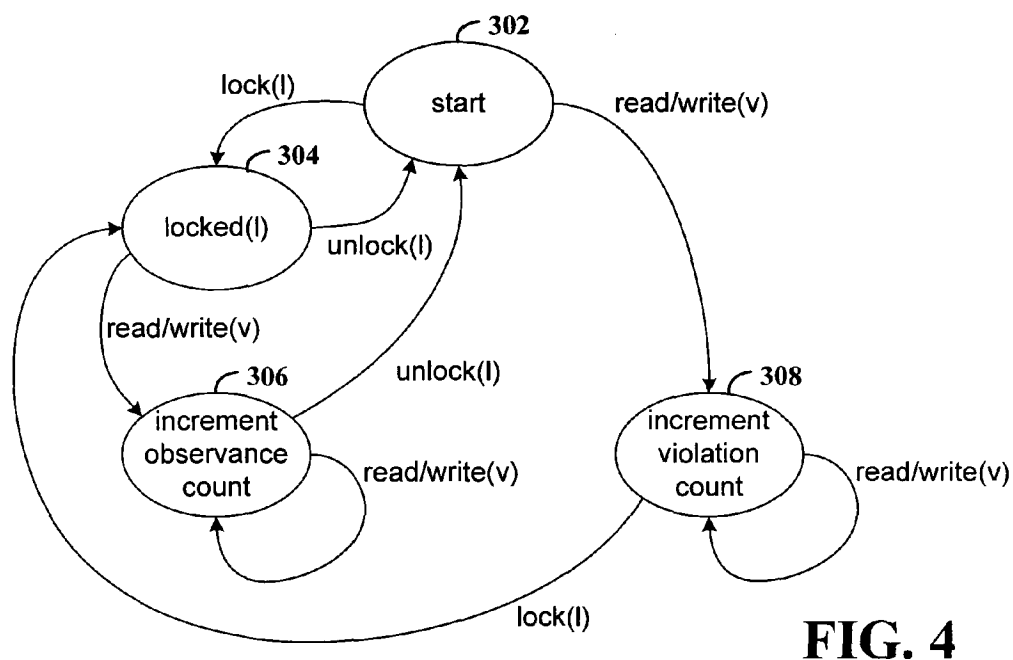 302
start
lock(l)
read/write(v)
304
locked(l)
unlock(l)
read/write(v)
unlock(l)
306
increment
observance
count
read/write(v)
308
increment
violation
count
read/write(v)
lock(l)
FIG. 4